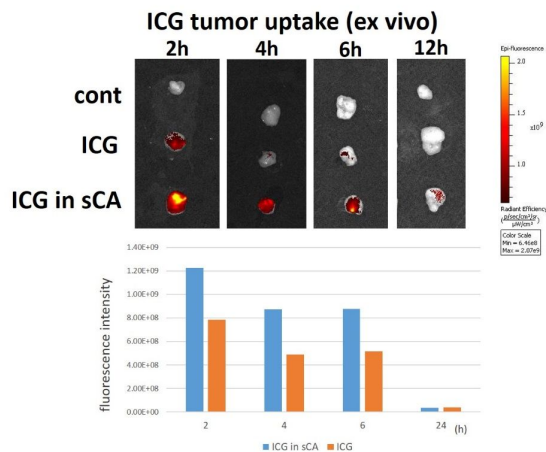 ICG tumor uptake (ex vivo)
2h 4h 6h 12h
cont
ICG
ICG in sCA
Epi-fluorescence
2.0
1.5
x10⁹
1.0
Radiant Efficiency
(p/sec/cm²/sr / µW/cm²)
Color Scale
Min = 6.46e8
Max = 2.07e9
fluorescence intensity
1.40E+09
1.20E+09
1.00E+09
8.00E+08
6.00E+08
4.00E+08
2.00E+08
0.00E+00
2 4 6 24 (h)
ICG in sCA ICG